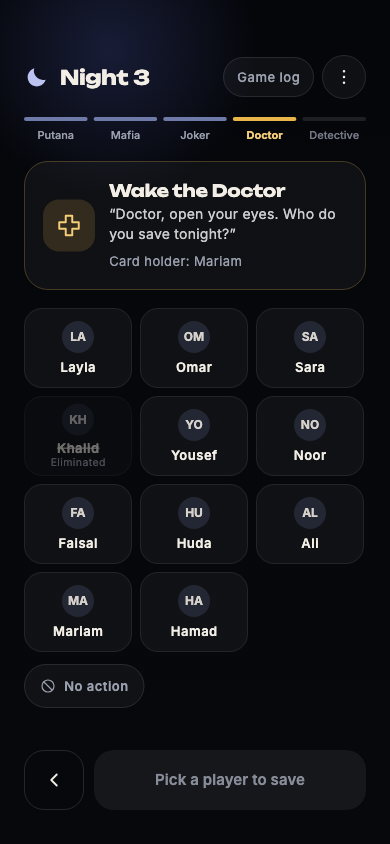 Night 3
Game log
Putana
Mafia
Joker
Doctor
Detective
Wake the Doctor
“Doctor, open your eyes. Who do
you save tonight?”
Card holder: Mariam
LA
OM
SA
Layla
Omar
Sara
KH
YO
NO
Khalid
Eliminated
Yousef
Noor
FA
HU
AL
Faisal
Huda
Ali
MA
HA
Mariam
Hamad
No action
Pick a player to save